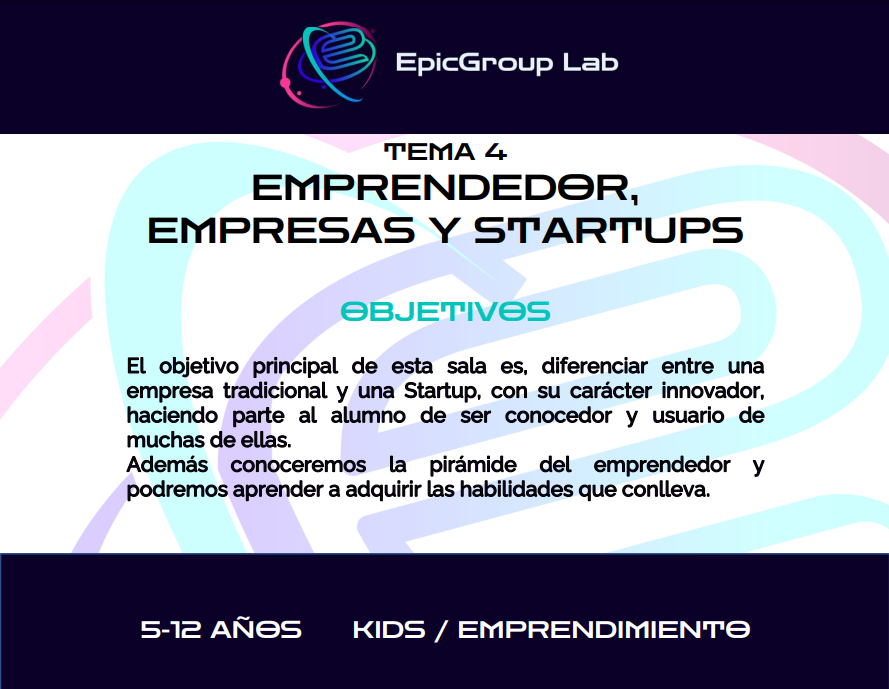 EpicGroup Lab
TEMA 4
EMPRENDEDOR,
EMPRESAS Y STARTUPS
OBJETIVOS
El objetivo principal de esta sala es, diferenciar entre una
empresa tradicional y una Startup, con su carácter innovador,
haciendo parte al alumno de ser conocedor y usuario de
muchas de ellas.
Además conoceremos la pirámide del emprendedor y
podremos aprender a adquirir las habilidades que conlleva.
5-12 AÑOS KIDS / EMPRENDIMIENTO